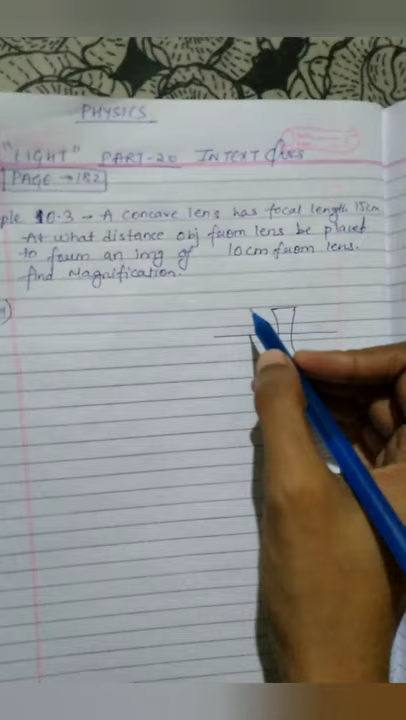 PHYSICS
"LIGHT" PART-20 INTEXT QUES
PAGE → 182
ple 10.3 → A concave lens has focal length 15cm
At what distance obj from lens be placed
to foum an img of 10cm from lens.
find Magnification.